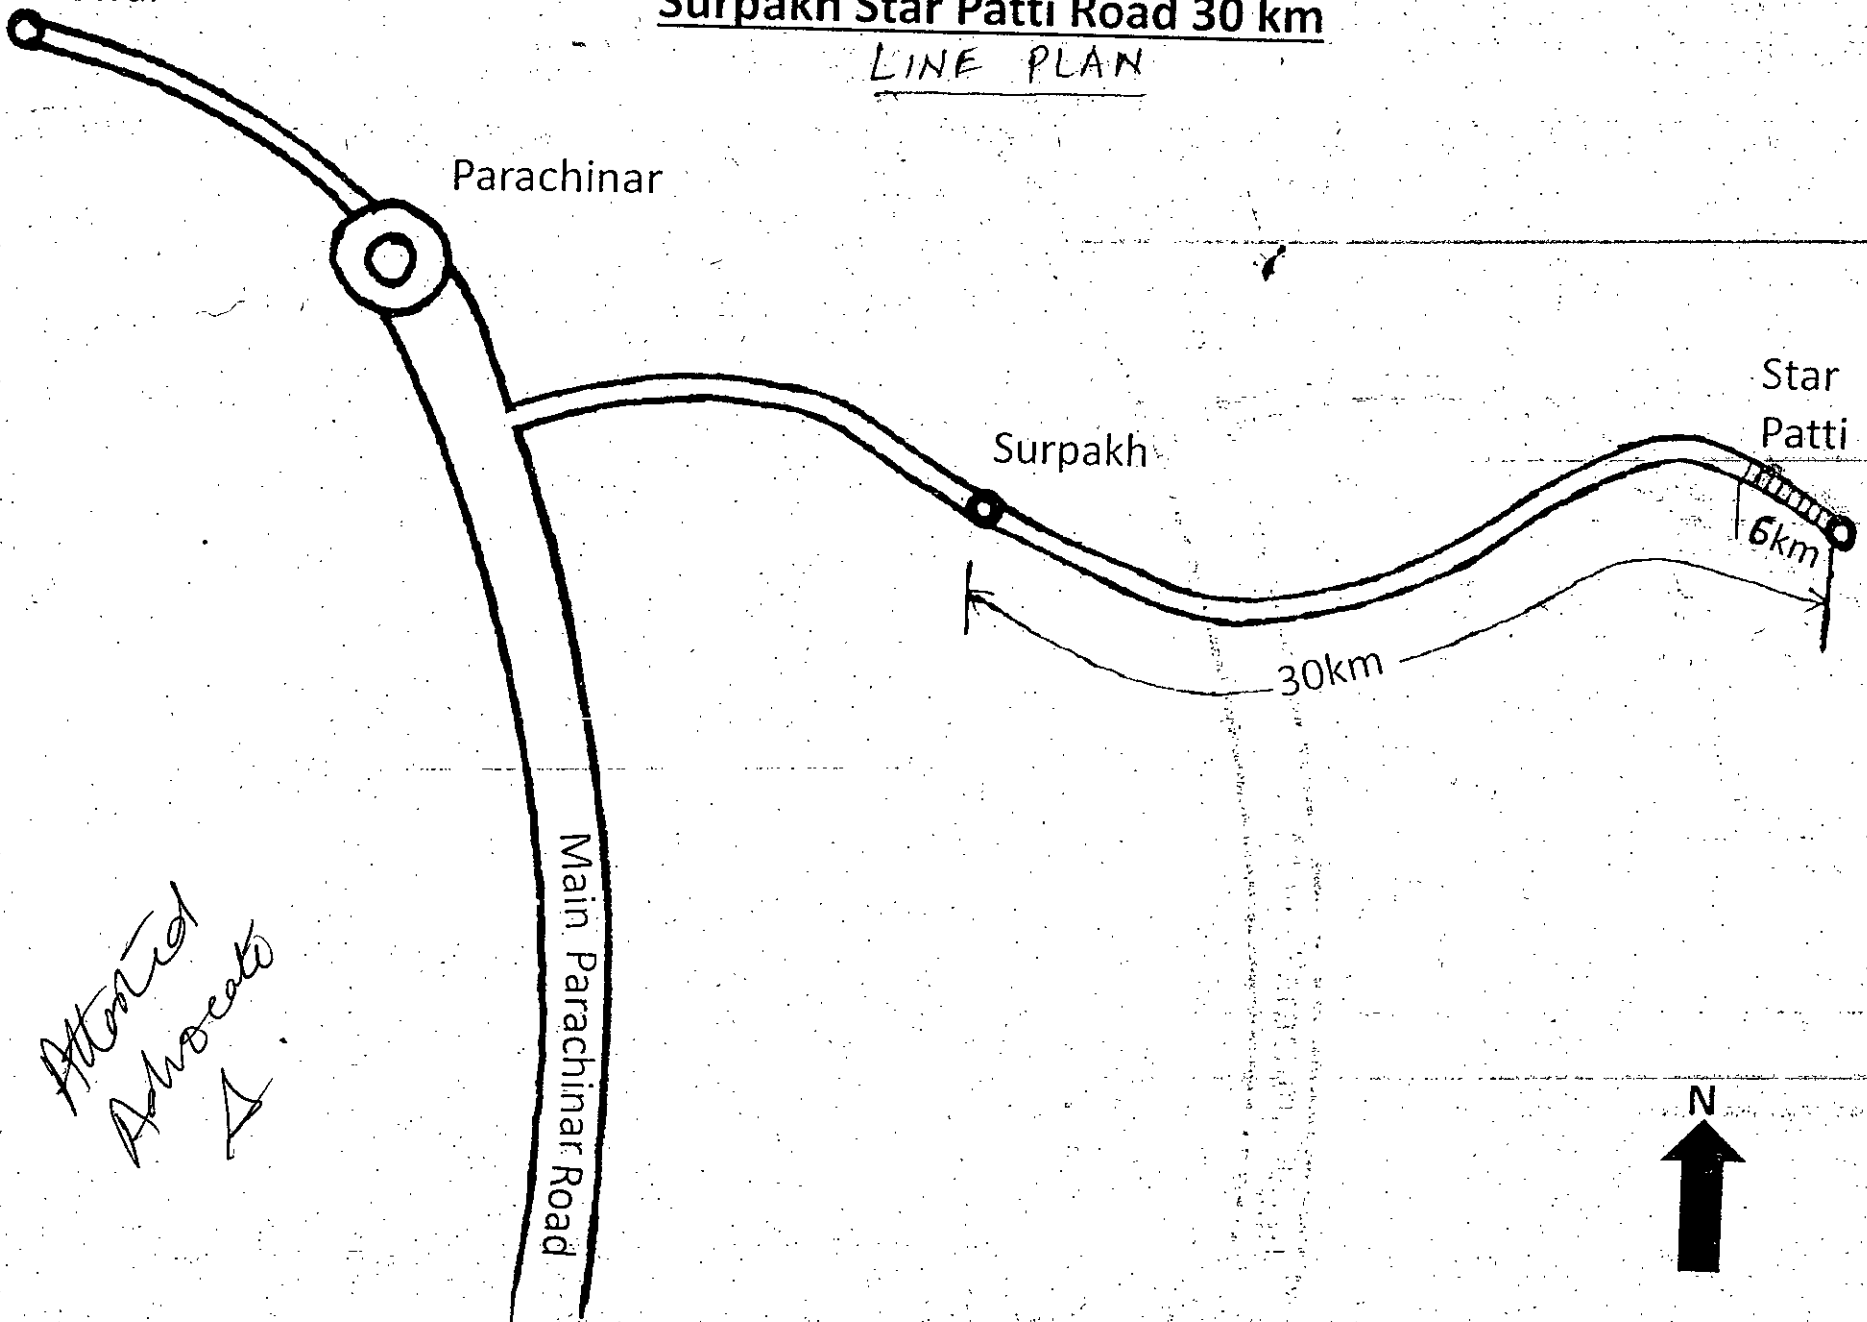 Surpakh Star Patti Road 30 km
LINE PLAN
Parachinar
Star
Patti
Surpakh
6km
30km
Main Parachinar Road
Attested
Advocate
N